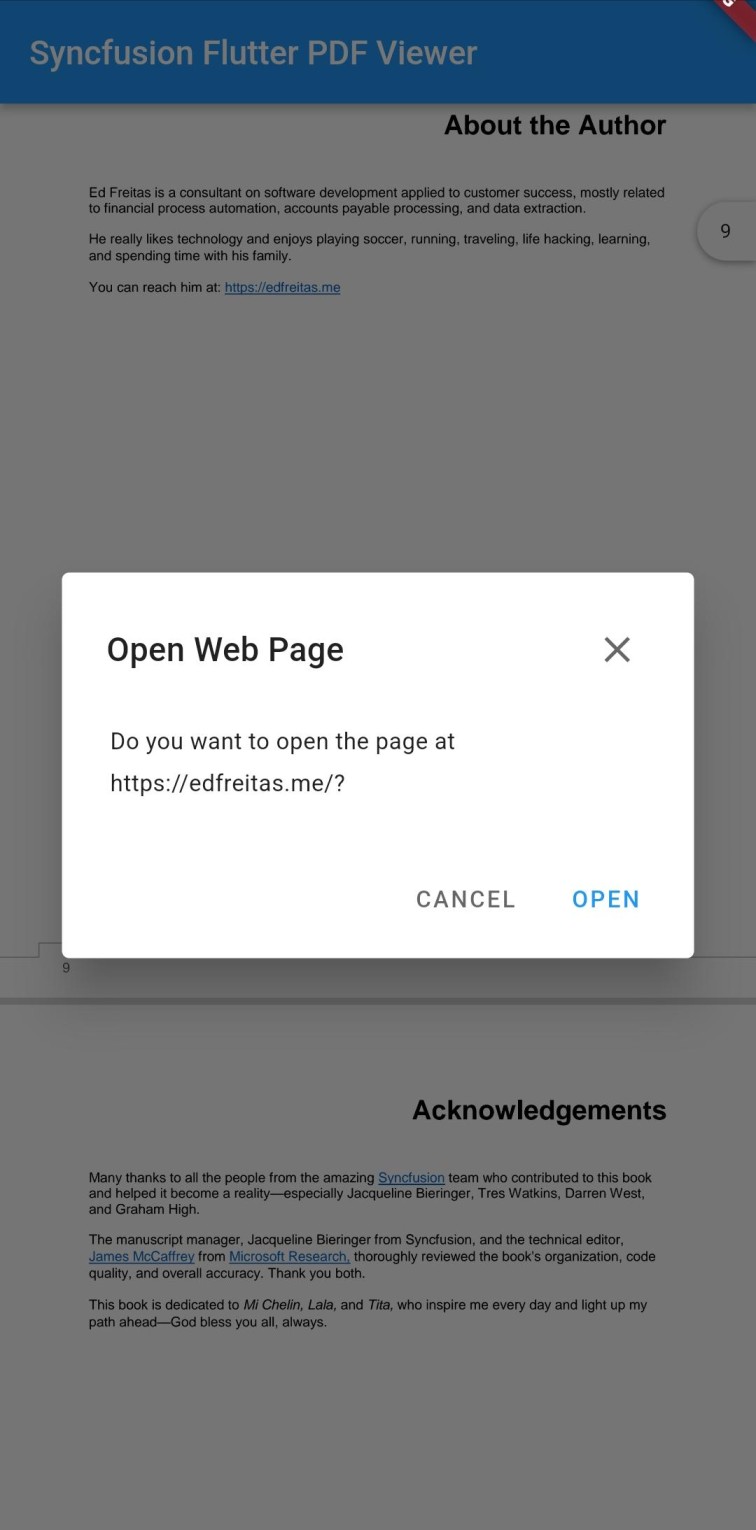 Syncfusion Flutter PDF Viewer
About the Author
Ed Freitas is a consultant on software development applied to customer success, mostly related
to financial process automation, accounts payable processing, and data extraction.
9
He really likes technology and enjoys playing soccer, running, traveling, life hacking, learning,
and spending time with his family.
You can reach him at: https://edfreitas.me
Open Web Page
Do you want to open the page at
https://edfreitas.me/?
CANCEL OPEN
9
Acknowledgements
Many thanks to all the people from the amazing Syncfusion team who contributed to this book
and helped it become a reality—especially Jacqueline Bieringer, Tres Watkins, Darren West,
and Graham High.
The manuscript manager, Jacqueline Bieringer from Syncfusion, and the technical editor,
James McCaffrey from Microsoft Research, thoroughly reviewed the book's organization, code
quality, and overall accuracy. Thank you both.
This book is dedicated to Mi Chelin, Lala, and Tita, who inspire me every day and light up my
path ahead—God bless you all, always.